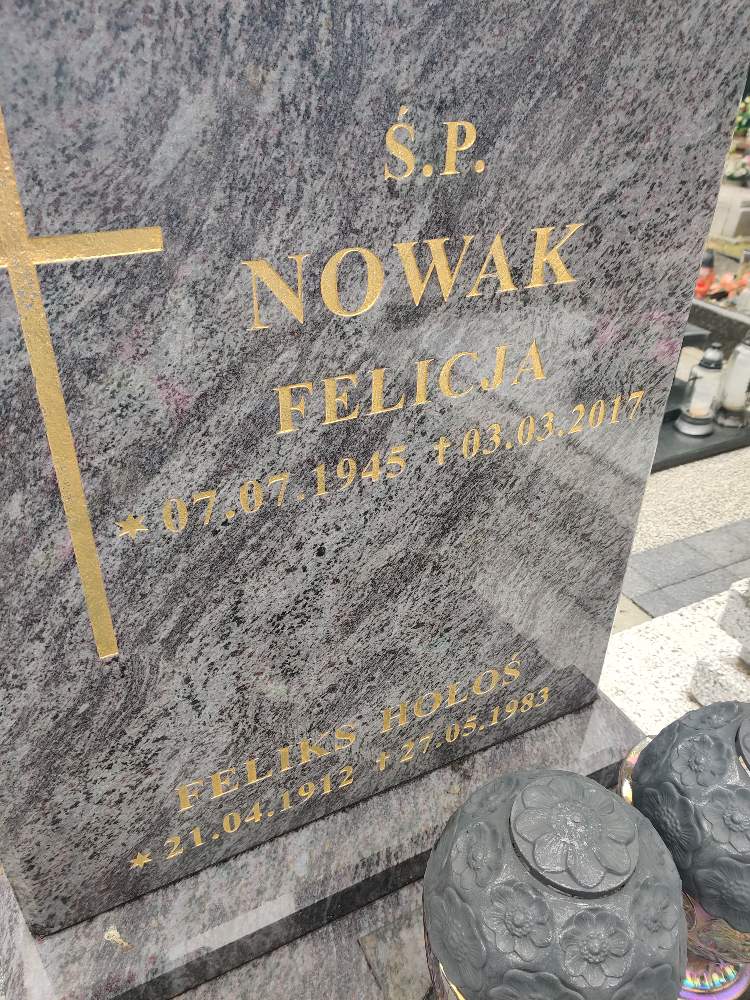 Ś.P.
NOWAK
FELICJA
* 07.07.1945 † 03.03.2017
FELIKS HOŁOŚ
* 21.04.1912 † 27.05.1983